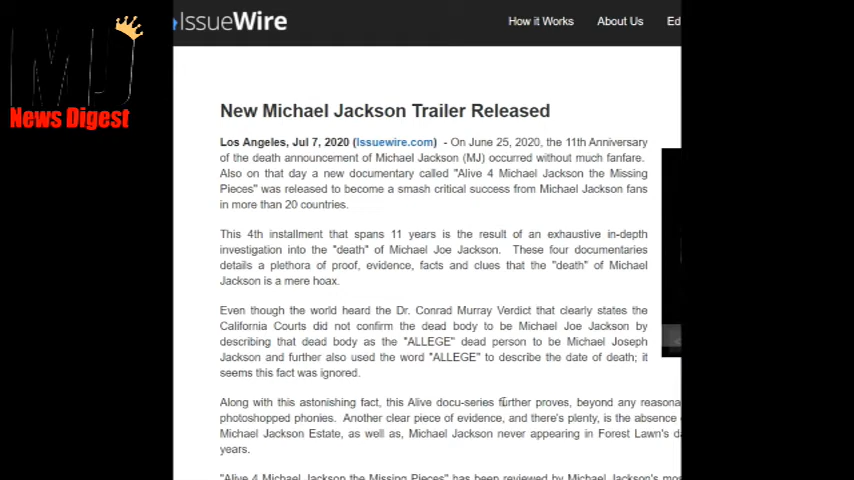 IssueWire
How it Works About Us Ed
MJ
News Digest
New Michael Jackson Trailer Released
Los Angeles, Jul 7, 2020 (Issuewire.com) - On June 25, 2020, the 11th Anniversary
of the death announcement of Michael Jackson (MJ) occurred without much fanfare.
Also on that day a new documentary called "Alive 4 Michael Jackson the Missing
Pieces" was released to become a smash critical success from Michael Jackson fans
in more than 20 countries.
This 4th installment that spans 11 years is the result of an exhaustive in-depth
investigation into the "death" of Michael Joe Jackson. These four documentaries
details a plethora of proof, evidence, facts and clues that the "death" of Michael
Jackson is a mere hoax.
Even though the world heard the Dr. Conrad Murray Verdict that clearly states the
California Courts did not confirm the dead body to be Michael Joe Jackson by
describing that dead body as the "ALLEGE" dead person to be Michael Joseph
Jackson and further also used the word "ALLEGE" to describe the date of death; it
seems this fact was ignored.
Along with this astonishing fact, this Alive docu-series further proves, beyond any reasona
photoshopped phonies. Another clear piece of evidence, and there's plenty, is the absence
Michael Jackson Estate, as well as, Michael Jackson never appearing in Forest Lawn's da
years.
"Alive 4 Michael Jackson the Missing Pieces" has been reviewed by Michael Jackson's mos